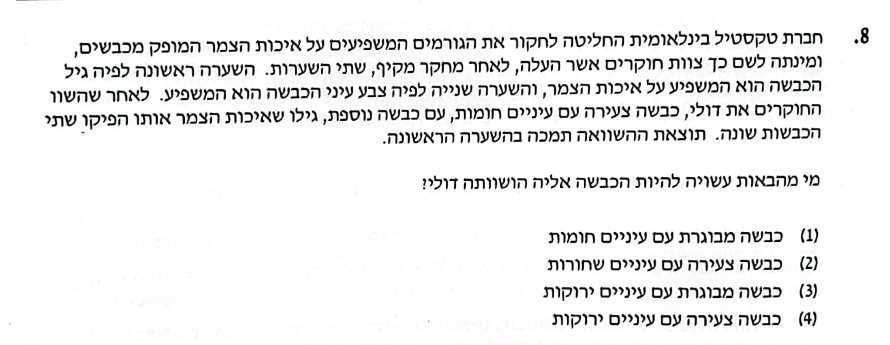 8. חברת טקסטיל בינלאומית החליטה לחקור את הגורמים המשפיעים על איכות הצמר המופק מכבשים,
ומינתה לשם כך צוות חוקרים אשר העלה, לאחר מחקר מקיף, שתי השערות. השערה ראשונה לפיה גיל
הכבשה הוא המשפיע על איכות הצמר, והשערה שנייה לפיה צבע עיני הכבשה הוא המשפיע. לאחר שהשוו
החוקרים את דולי, כבשה צעירה עם עיניים חומות, עם כבשה נוספת, גילו שאיכות הצמר אותו הפיקו שתי
הכבשות שונה. תוצאת ההשוואה תמכה בהשערה הראשונה.
מי מהבאות עשויה להיות הכבשה אליה הושוותה דולי?
(1) כבשה מבוגרת עם עיניים חומות
(2) כבשה צעירה עם עיניים שחורות
(3) כבשה מבוגרת עם עיניים ירוקות
(4) כבשה צעירה עם עיניים ירוקות